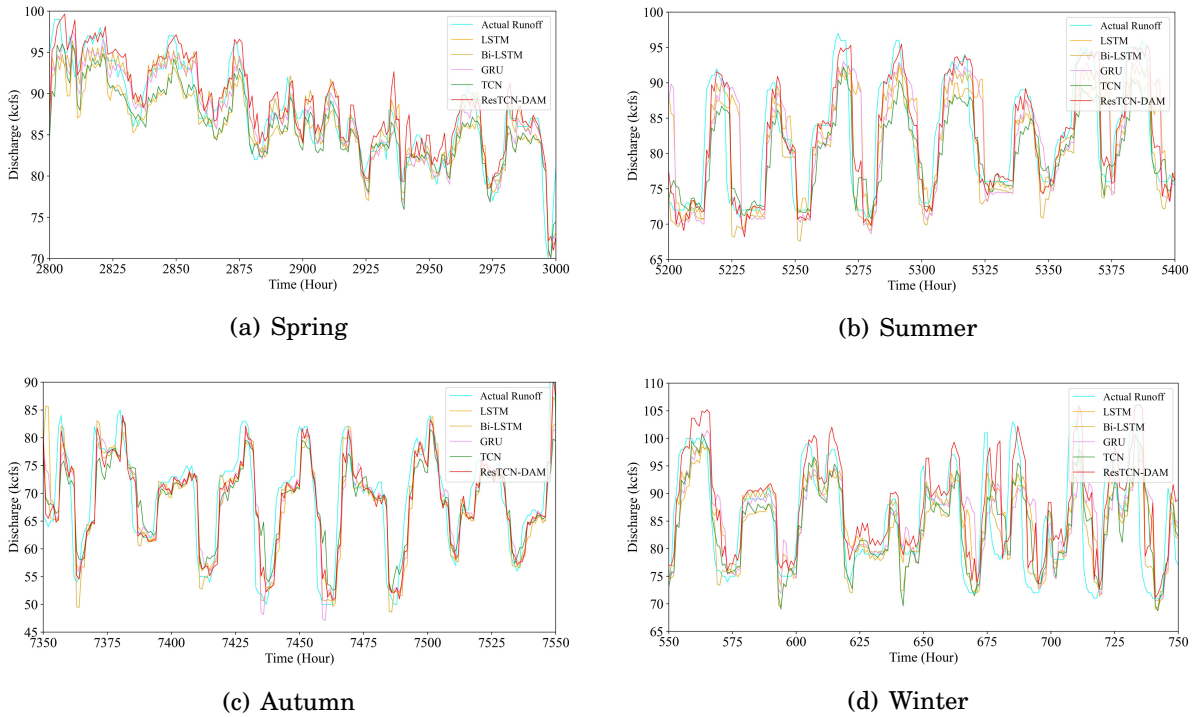 100
95
90
85
80
75
70
Discharge (kcfs)
2800
2825
2850
2875
2900
2925
2950
2975
3000
Time (Hour)
Actual Runoff
LSTM
Bi-LSTM
GRU
TCN
ResTCN-DAM
(a) Spring
100
95
90
85
80
75
70
65
Discharge (kcfs)
5200
5225
5250
5275
5300
5325
5350
5375
5400
Time (Hour)
Actual Runoff
LSTM
Bi-LSTM
GRU
TCN
ResTCN-DAM
(b) Summer
90
85
80
75
70
65
60
55
50
45
Discharge (kcfs)
7350
7375
7400
7425
7450
7475
7500
7525
7550
Time (Hour)
Actual Runoff
LSTM
Bi-LSTM
GRU
TCN
ResTCN-DAM
(c) Autumn
110
105
100
95
90
85
80
75
70
65
Discharge (kcfs)
550
575
600
625
650
675
700
725
750
Time (Hour)
Actual Runoff
LSTM
Bi-LSTM
GRU
TCN
ResTCN-DAM
(d) Winter